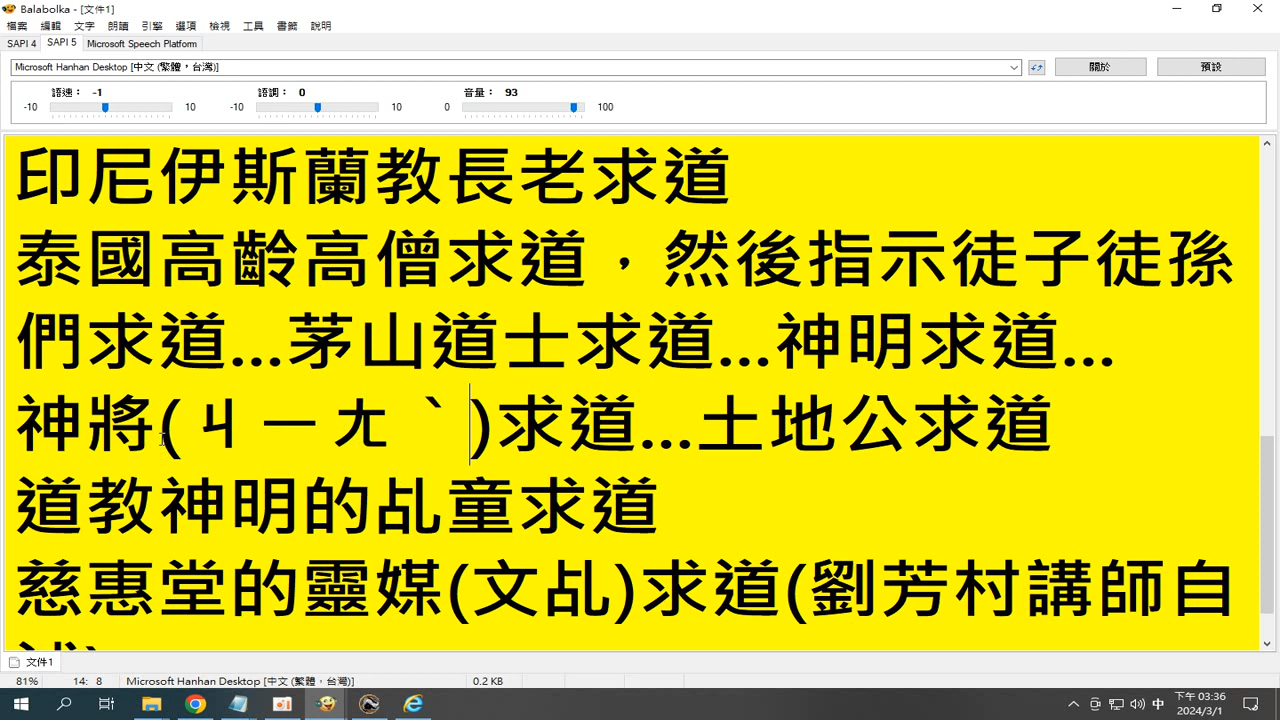 Balabolka - [文件1]
檔案 編輯 文字 朗讀 引擎 選項 檢視 工具 書籤 說明
SAPI 4 SAPI 5 Microsoft Speech Platform
Microsoft Hanhan Desktop [中文 (繁體，台灣)] 關於 預設
語速： -1 語調： 0 音量： 93
-10 10 -10 10 0 100
印尼伊斯蘭教長老求道
泰國高齡高僧求道，然後指示徒子徒孫
們求道...茅山道士求道...神明求道...
神將(ㄐㄧㄤˋ)求道...土地公求道
道教神明的乩童求道
慈惠堂的靈媒(文乩)求道(劉芳村講師自
文件1
81% 14: 8 Microsoft Hanhan Desktop [中文 (繁體，台灣)] 0.2 KB
中 下午 03:36
2024/3/1